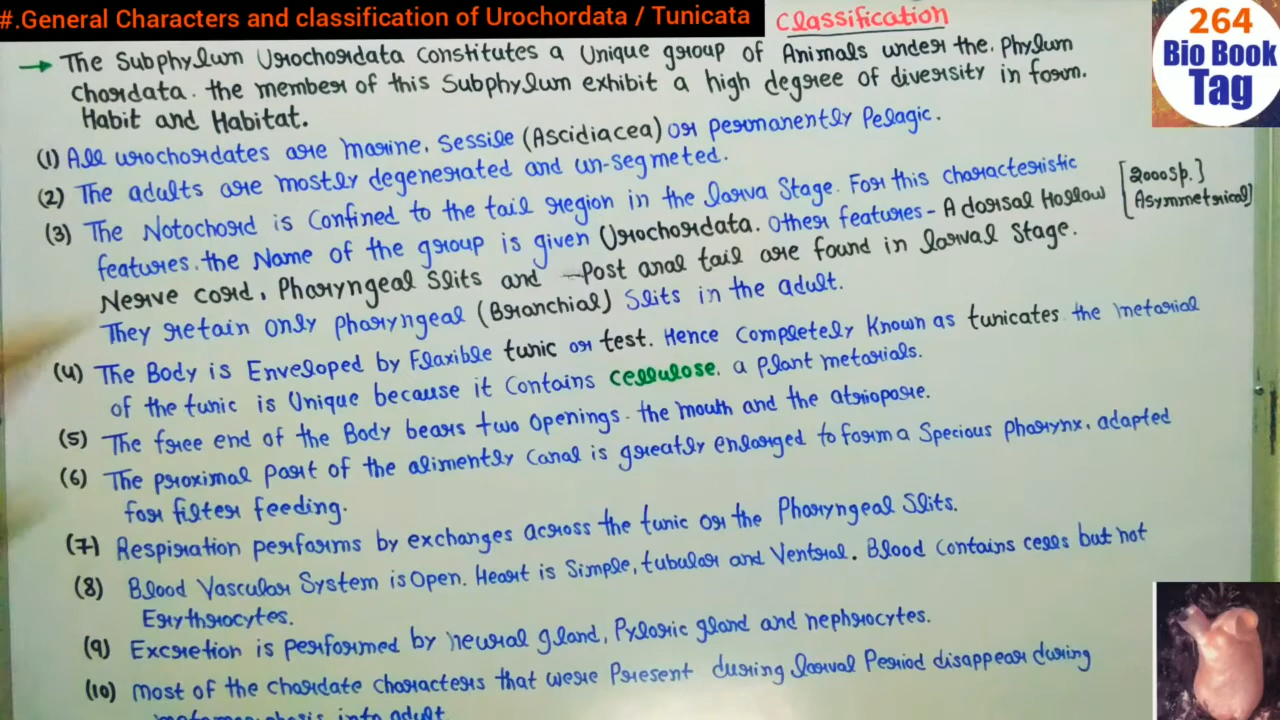 #.General Characters and classification of Urochordata / Tunicata
Classification
264
Bio Book
Tag
→ The Subphylum Urochordata constitutes a Unique group of Animals under the. Phylum
Chordata. the member of this Subphylum exhibit a high degree of diversity in form.
Habit and Habitat.
(1) All urochordates are marine. Sessile (Ascidiacea) or permanently Pelagic.
(2) The adults are mostly degenerated and un-segmeted.
(3) The Notochord is Confined to the tail region in the larva Stage. For this characteristic
features. the Name of the group is given Urochordata. Other features - A dorsal Hollow
[2000sp.}
Asymmetrical]
Nerve cord, Pharyngeal Slits and Post anal tail are found in larval Stage.
They retain only pharyngeal (Branchial) Slits in the adult.
(4) The Body is Enveloped by Flaxible tunic or test. Hence Completely Known as tunicates the metarial
of the tunic is Unique because it Contains cellulose. a plant metarials.
(5) The free end of the Body bears two openings. the mouth and the atriopore.
(6) The proximal part of the alimently Canal is greatly enlarged to form a Specious pharynx. adapted
for filter feeding.
(7) Respiration performs by exchanges across the tunic or the Pharyngeal Slits.
(8) Blood Vascular System is Open. Heart is Simple, tubular and Ventral. Blood Contains cells but not
Erythrocytes.
(9) Excretion is performed by neural gland, Pyloric gland and nephrocytes.
(10) most of the chordate characters that were Present during larval Period disappear during
into adult